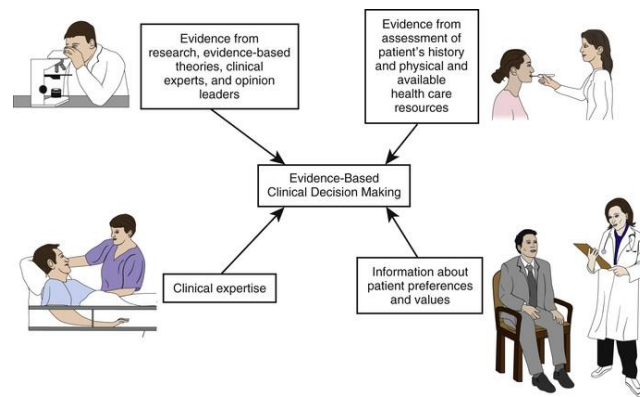 Evidence from
research, evidence-based
theories, clinical
experts, and opinion
leaders
Evidence from
assessment of
patient's history
and physical and
available
health care
resources
Evidence-Based
Clinical Decision Making
Clinical expertise
Information about
patient preferences
and values